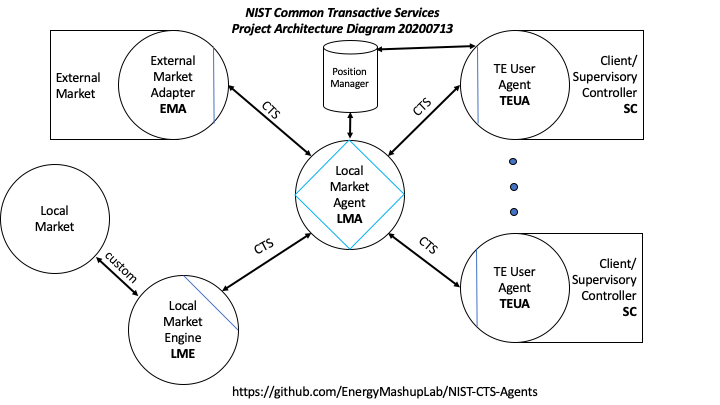 NIST Common Transactive Services
Project Architecture Diagram 20200713
External
Market
External
Market
Adapter
EMA
CTS
Position
Manager
CTS
TE User
Agent
TEUA
Client/
Supervisory
Controller
SC
Local
Market
Agent
LMA
Local
Market
custom
CTS
CTS
Local
Market
Engine
LME
TE User
Agent
TEUA
Client/
Supervisory
Controller
SC
https://github.com/EnergyMashupLab/NIST-CTS-Agents